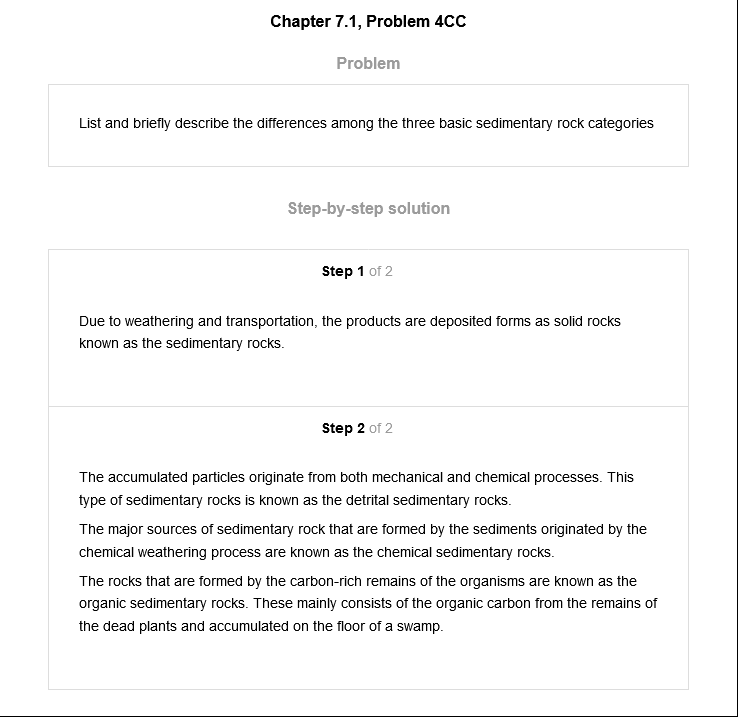 Chapter 7.1, Problem 4CC
Problem
List and briefly describe the differences among the three basic sedimentary rock categories
Step-by-step solution
Step 1 of 2
Due to weathering and transportation, the products are deposited forms as solid rocks
known as the sedimentary rocks.
Step 2 of 2
The accumulated particles originate from both mechanical and chemical processes. This
type of sedimentary rocks is known as the detrital sedimentary rocks.
The major sources of sedimentary rock that are formed by the sediments originated by the
chemical weathering process are known as the chemical sedimentary rocks.
The rocks that are formed by the carbon-rich remains of the organisms are known as the
organic sedimentary rocks. These mainly consists of the organic carbon from the remains of
the dead plants and accumulated on the floor of a swamp.